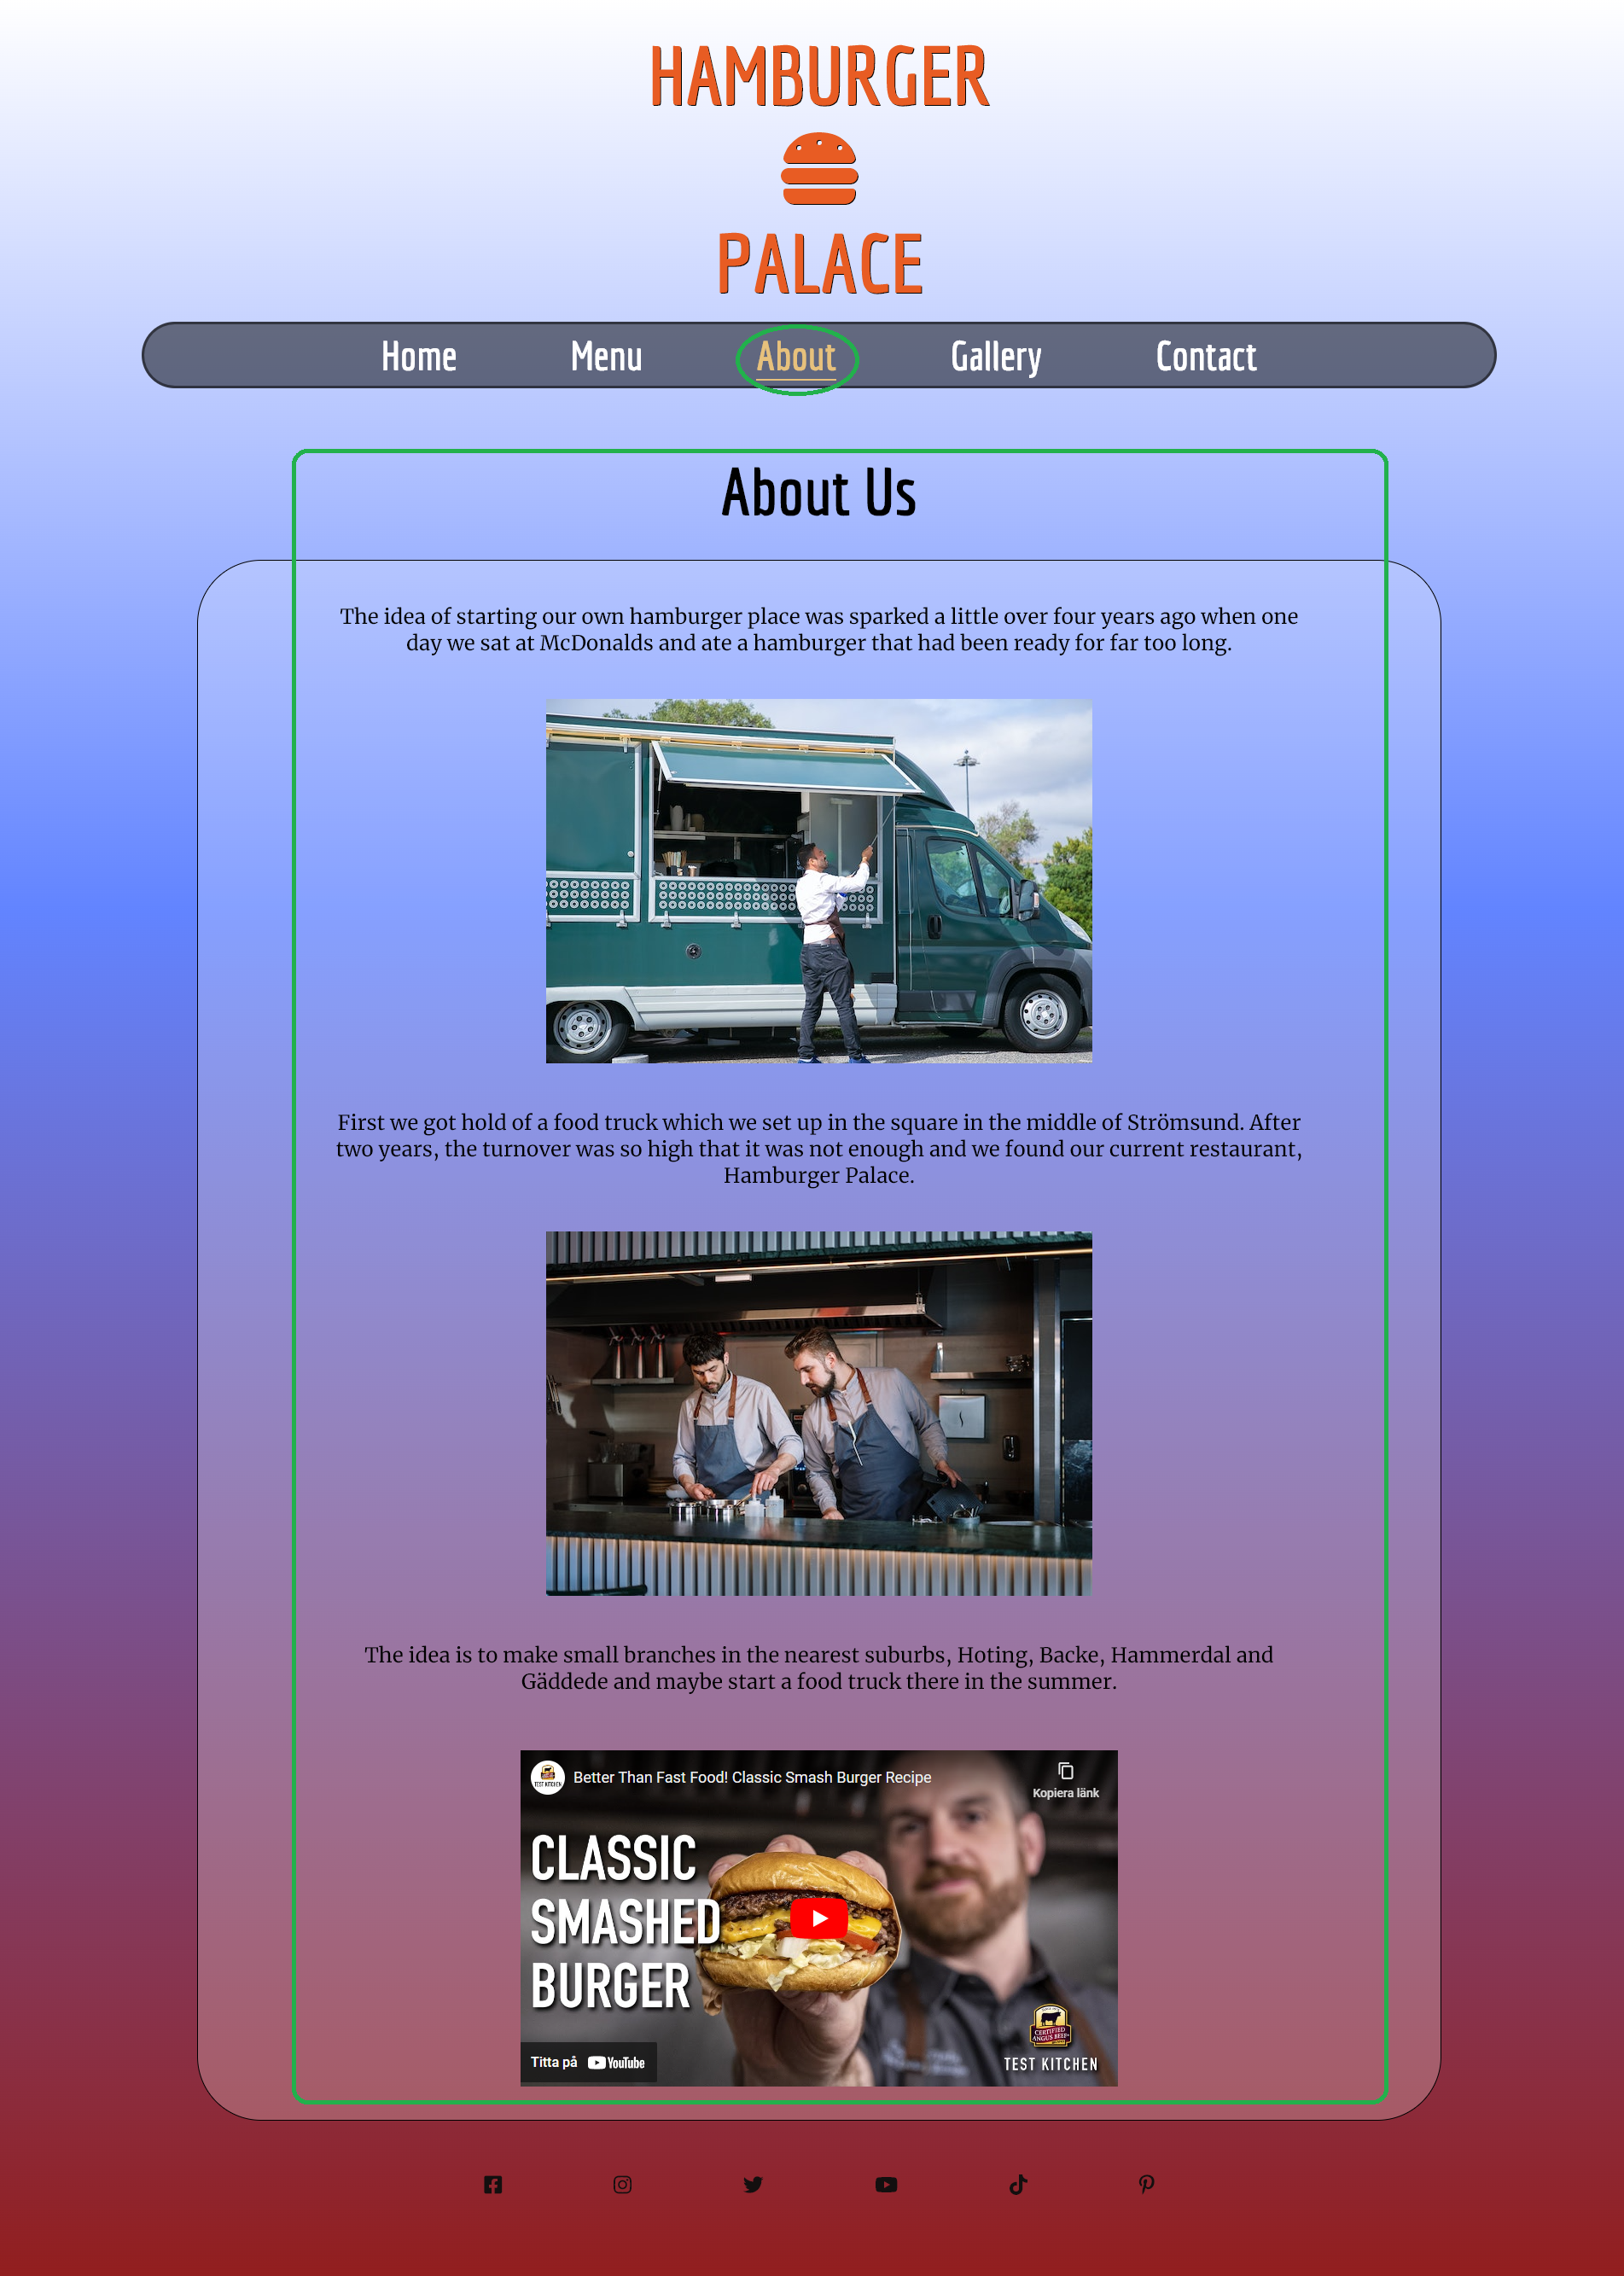 HAMBURGER
PALACE
Home Menu About Gallery Contact
About Us
The idea of starting our own hamburger place was sparked a little over four years ago when one
day we sat at McDonalds and ate a hamburger that had been ready for far too long.
First we got hold of a food truck which we set up in the square in the middle of Strömsund. After
two years, the turnover was so high that it was not enough and we found our current restaurant,
Hamburger Palace.
The idea is to make small branches in the nearest suburbs, Hoting, Backe, Hammerdal and
Gäddede and maybe start a food truck there in the summer.
TEST KITCHEN
Better Than Fast Food! Classic Smash Burger Recipe
Kopiera länk
CLASSIC
SMASHED
BURGER
CERTIFIED
ANGUS BEEF
TEST KITCHEN
Titta på YouTube